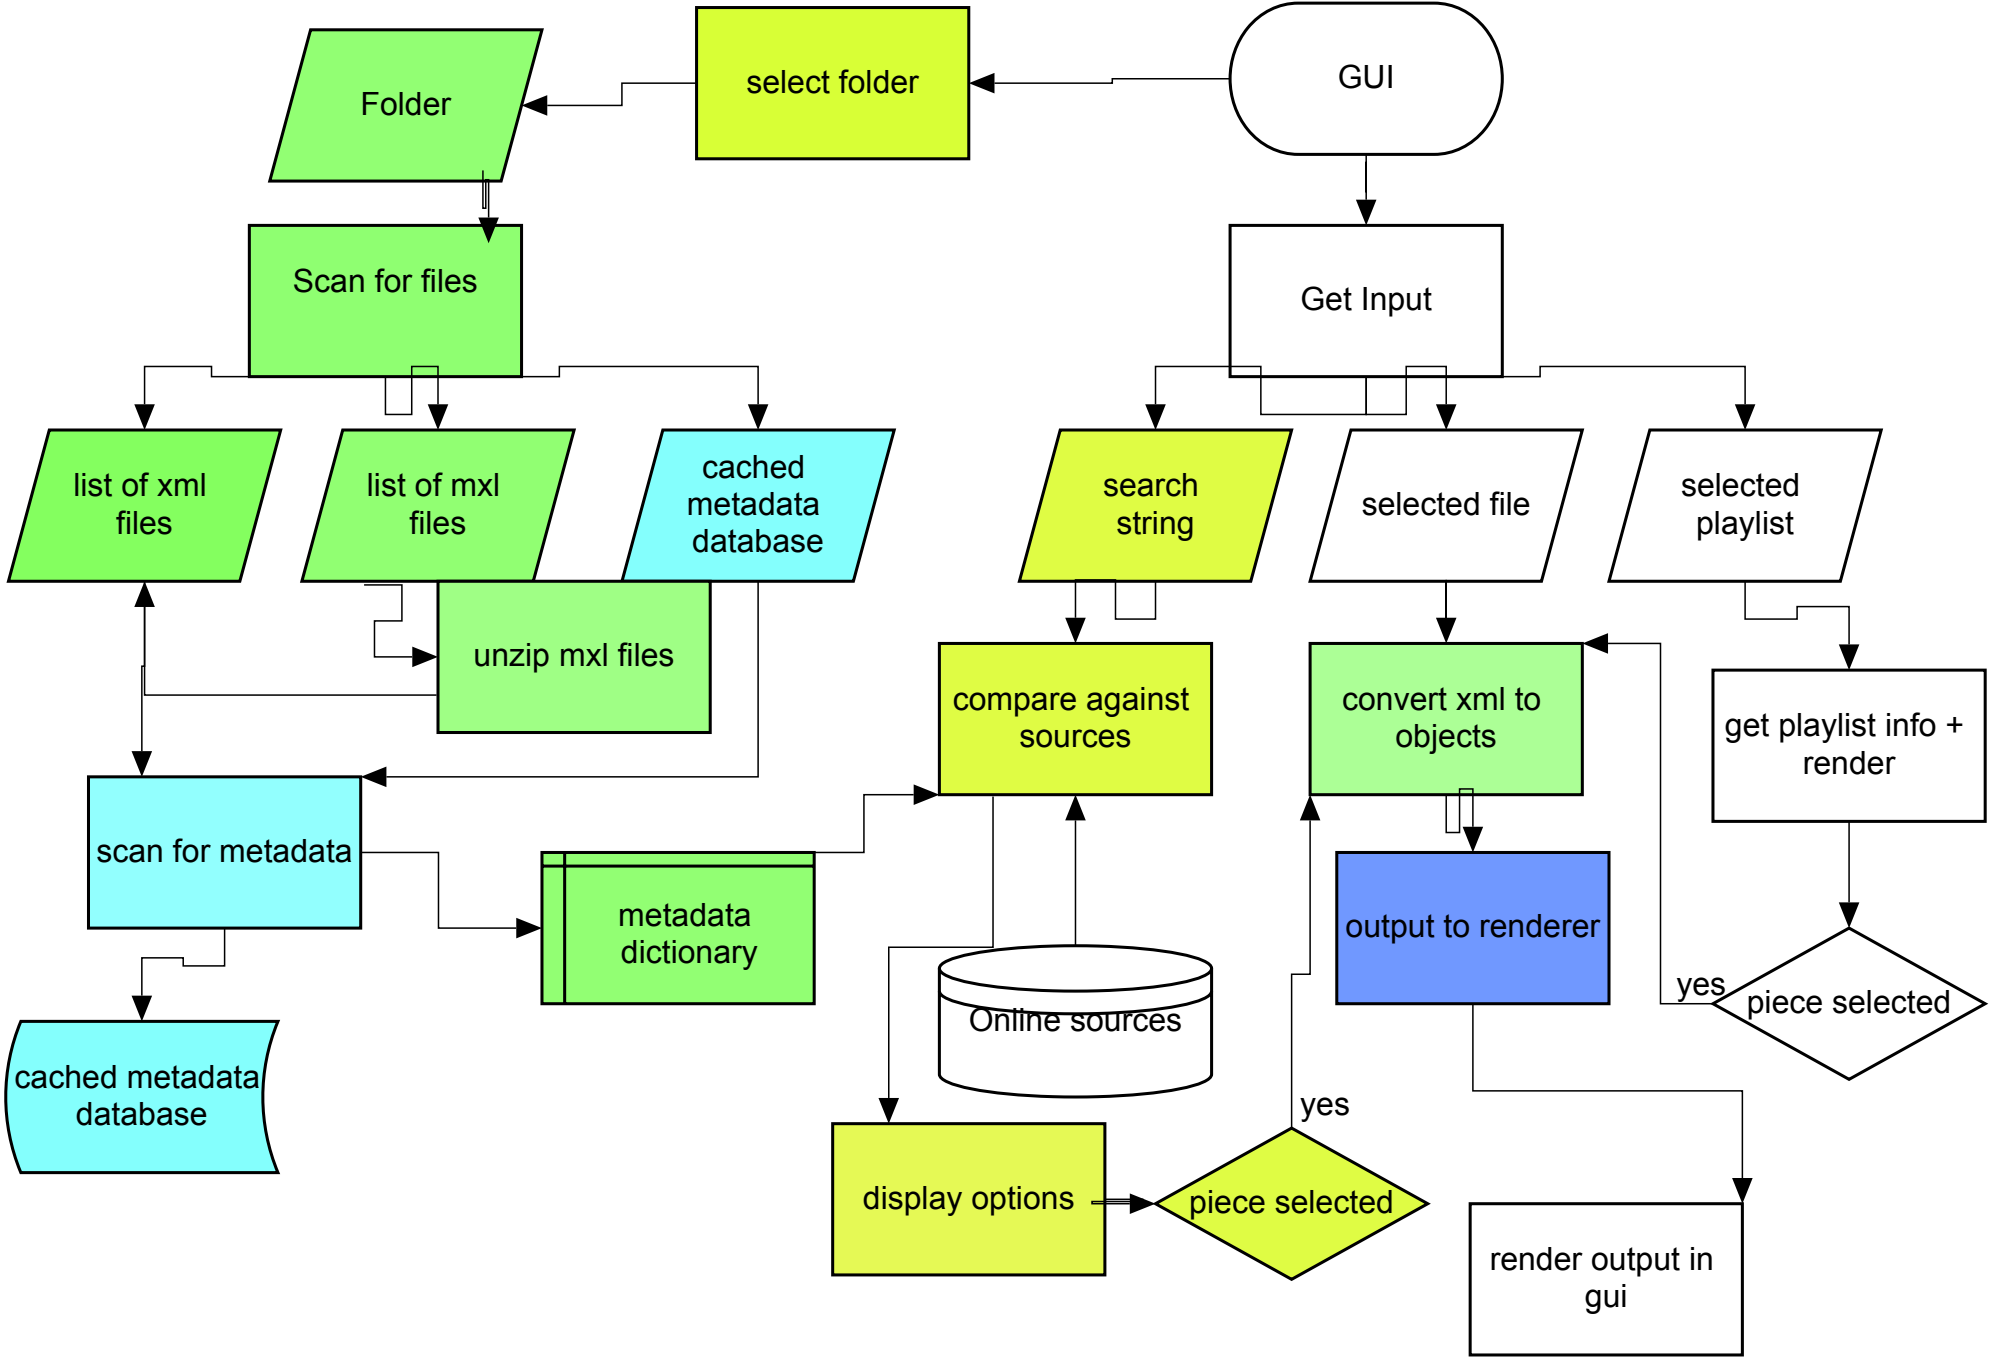 GUI
select folder
Folder
Scan for files
Get Input
list of xml
files
list of mxl
files
cached
metadata
database
search
string
selected file
selected
playlist
unzip mxl files
compare against
sources
convert xml to
objects
get playlist info +
render
scan for metadata
metadata
dictionary
output to renderer
yes
piece selected
Online sources
cached metadata
database
yes
display options
piece selected
render output in
gui